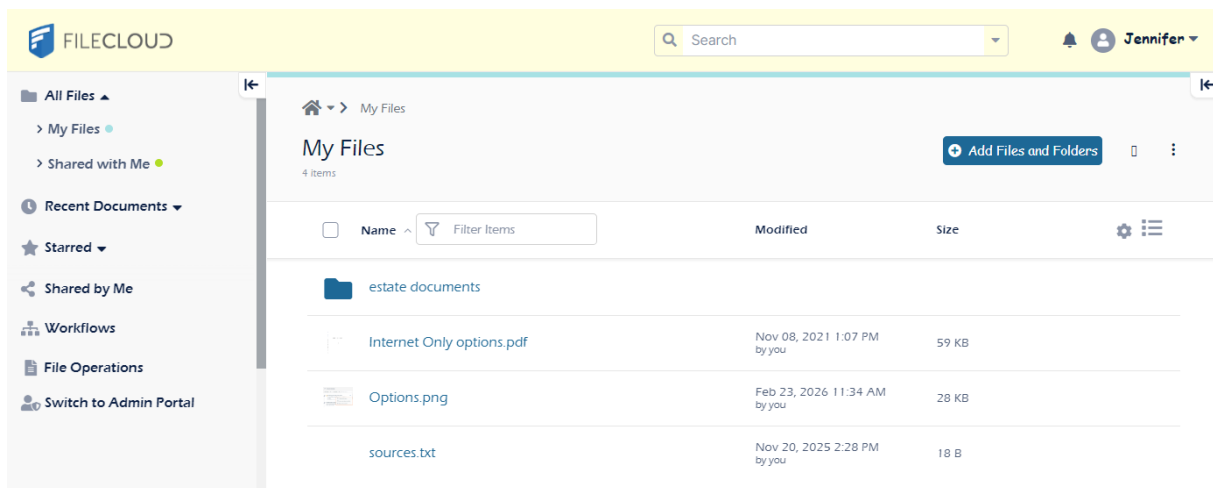 FILECLOUD
Search
Jennifer
All Files
My Files
Shared with Me
Recent Documents
Starred
Shared by Me
Workflows
File Operations
Switch to Admin Portal
My Files
My Files
4 items
Add Files and Folders
Name Filter Items Modified Size
estate documents
Internet Only options.pdf Nov 08, 2021 1:07 PM 59 KB
by you
Options.png Feb 23, 2026 11:34 AM 28 KB
by you
sources.txt Nov 20, 2025 2:28 PM 18 B
by you